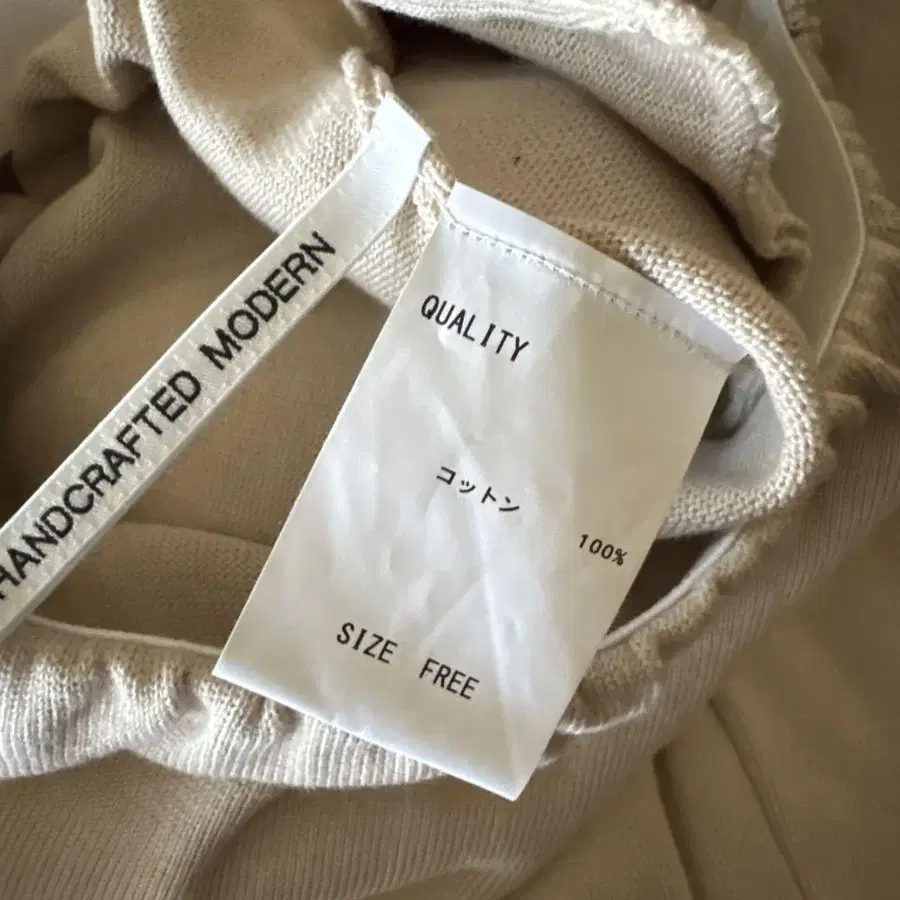 HANDCRAFTED MODERN
QUALITY
コットン 100%
SIZE FREE